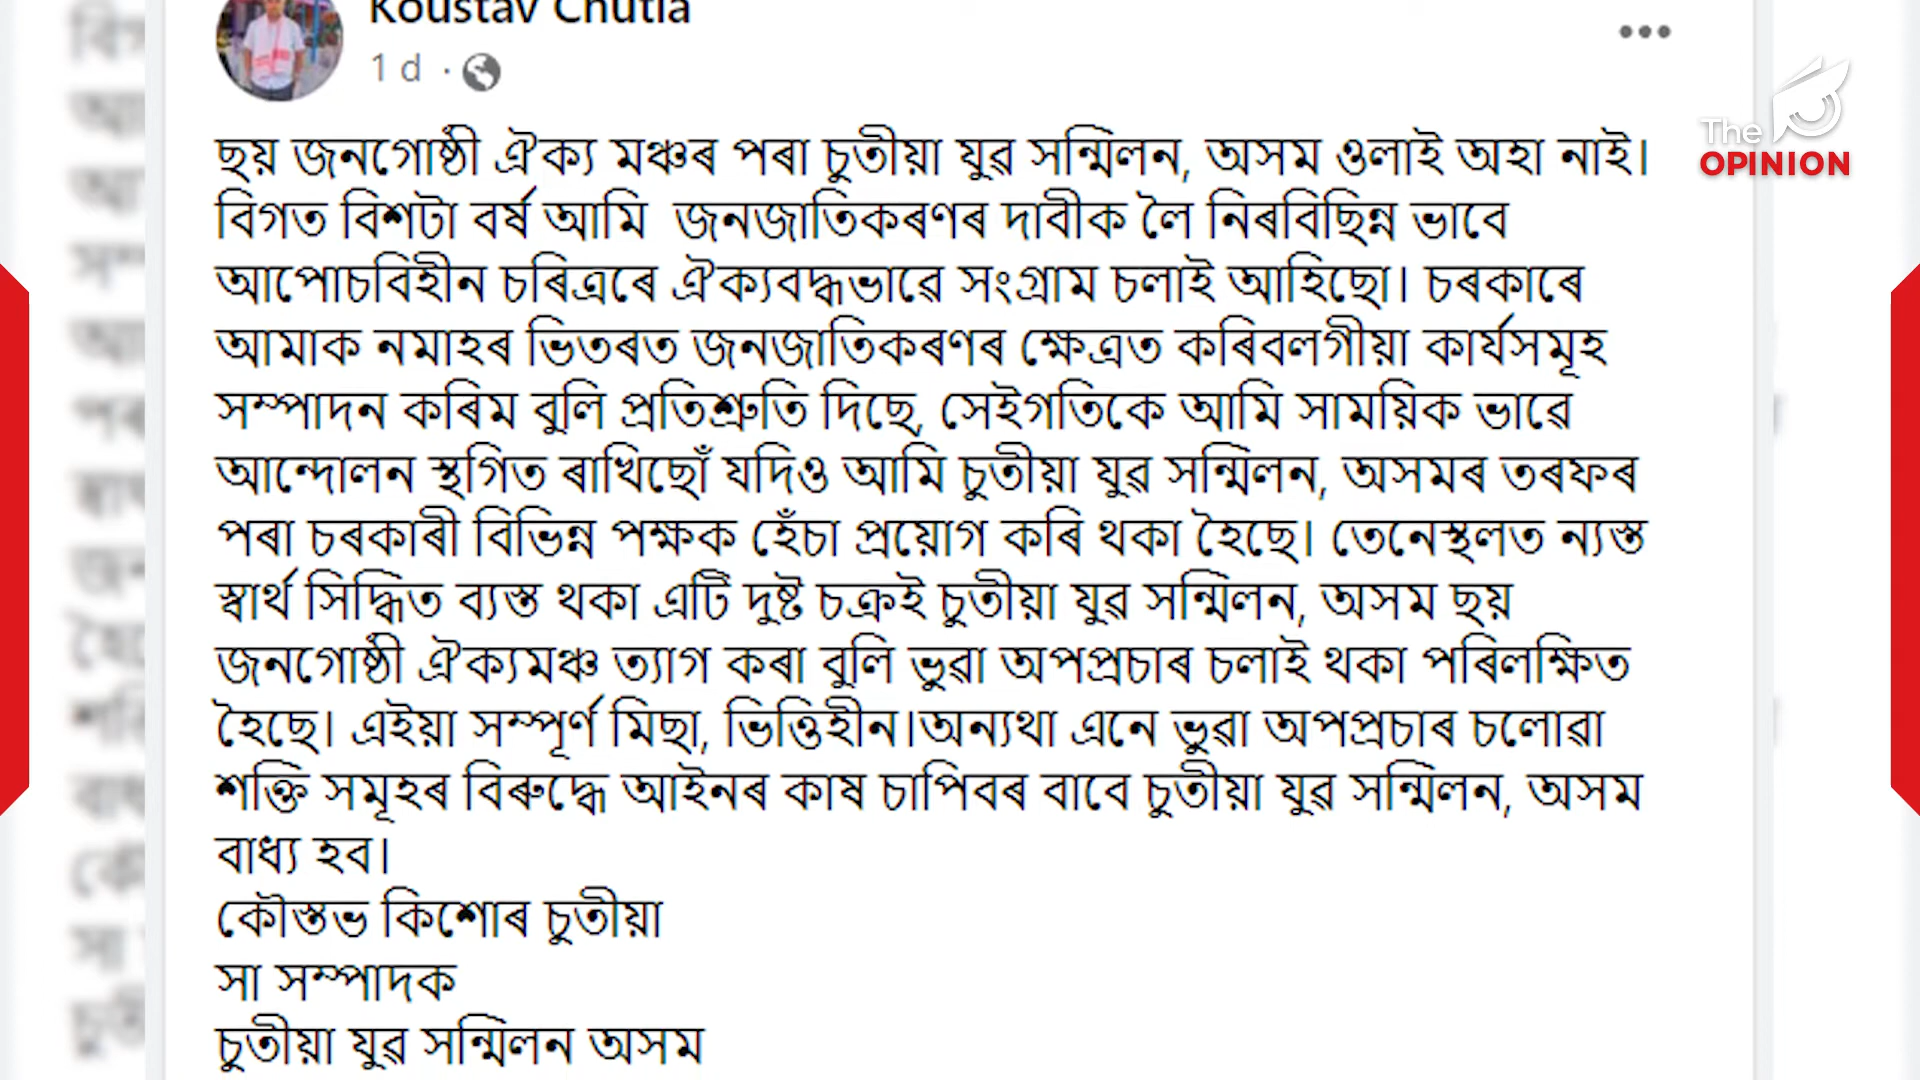 Koustav Chutia
1 d ·
The
OPINION
ছয় জনগোষ্ঠী ঐক্য মঞ্চৰ পৰা চুতীয়া যুৱ সন্মিলন, অসম ওলাই অহা নাই।
বিগত বিশটা বৰ্ষ আমি জনজাতিকৰণৰ দাবীক লৈ নিৰবিছিন্ন ভাবে
আপোচবিহীন চৰিত্ৰৰে ঐক্যবদ্ধভাৱে সংগ্ৰাম চলাই আহিছো। চৰকাৰে
আমাক নমাহৰ ভিতৰত জনজাতিকৰণৰ ক্ষেত্ৰত কৰিবলগীয়া কাৰ্যসমূহ
সম্পাদন কৰিম বুলি প্ৰতিশ্ৰুতি দিছে, সেইগতিকে আমি সাময়িক ভাৱে
আন্দোলন স্থগিত ৰাখিছোঁ যদিও আমি চুতীয়া যুৱ সন্মিলন, অসমৰ তৰফৰ
পৰা চৰকাৰী বিভিন্ন পক্ষক হেঁচা প্ৰয়োগ কৰি থকা হৈছে। তেনেস্থলত ন্যস্ত
স্বাৰ্থ সিদ্ধিত ব্যস্ত থকা এটি দুষ্ট চক্ৰই চুতীয়া যুৱ সন্মিলন, অসম ছয়
জনগোষ্ঠী ঐক্যমঞ্চ ত্যাগ কৰা বুলি ভুৱা অপপ্ৰচাৰ চলাই থকা পৰিলক্ষিত
হৈছে। এইয়া সম্পূৰ্ণ মিছা, ভিত্তিহীন।অন্যথা এনে ভুৱা অপপ্ৰচাৰ চলোৱা
শক্তি সমূহৰ বিৰুদ্ধে আইনৰ কাষ চাপিবৰ বাবে চুতীয়া যুৱ সন্মিলন, অসম
বাধ্য হব।
কৌস্তভ কিশোৰ চুতীয়া
সা সম্পাদক
চুতীয়া যুৱ সন্মিলন অসম